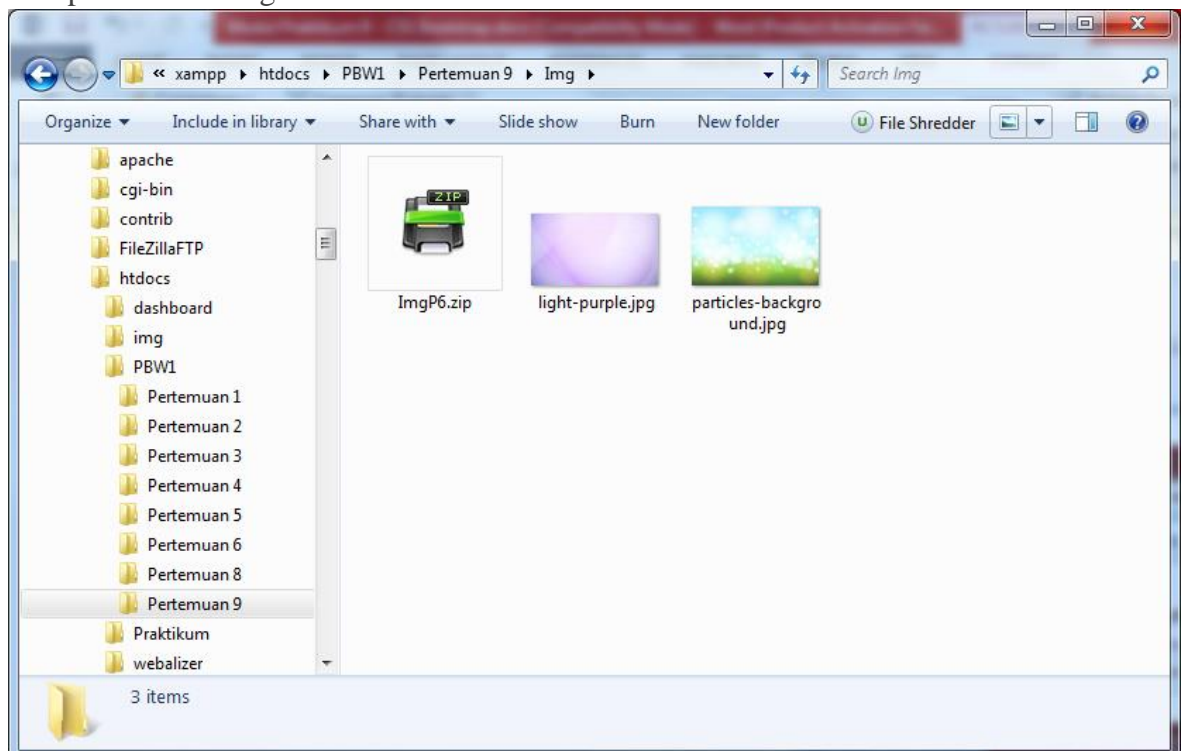 « xampp ▸ htdocs ▸ PBW1 ▸ Pertemuan 9 ▸ Img ▸
Search Img
Organize ▾ Include in library ▾ Share with ▾ Slide show Burn New folder File Shredder
apache
cgi-bin
contrib
FileZillaFTP
htdocs
dashboard
img
PBW1
Pertemuan 1
Pertemuan 2
Pertemuan 3
Pertemuan 4
Pertemuan 5
Pertemuan 6
Pertemuan 8
Pertemuan 9
Praktikum
webalizer
ZIP
ImgP6.zip
light-purple.jpg
particles-backgro
und.jpg
3 items